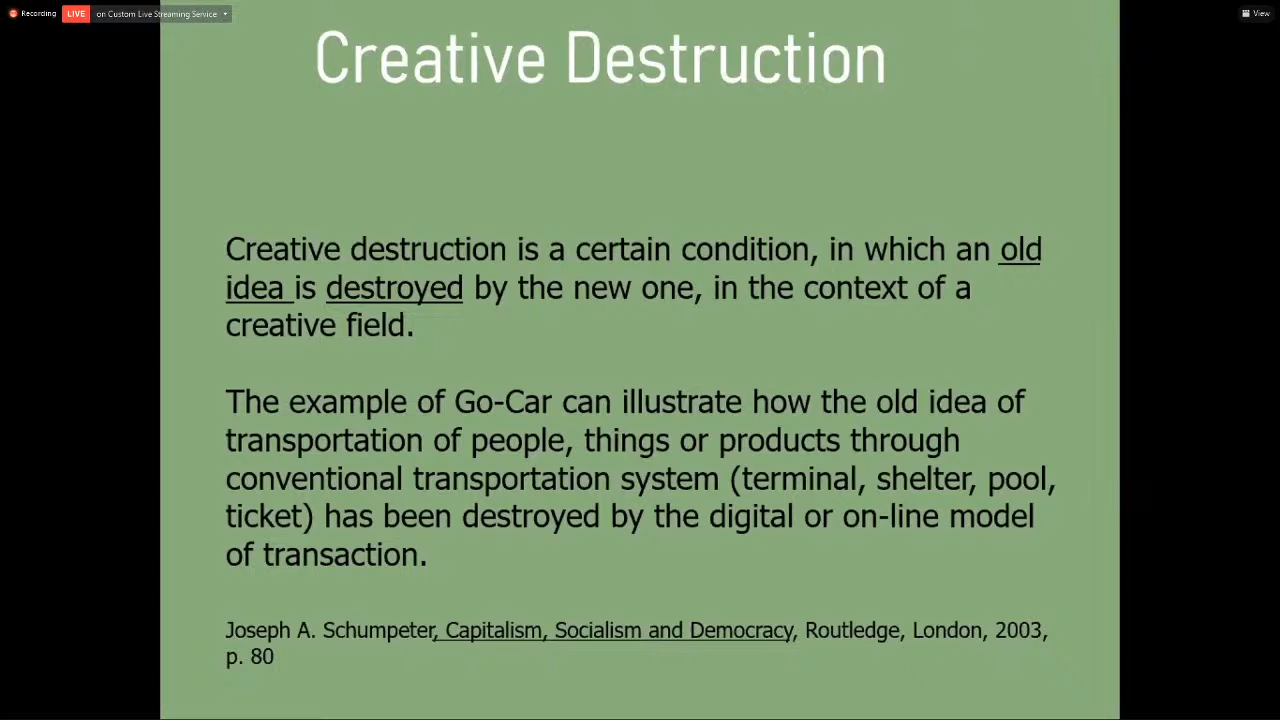 Recording
LIVE on Custom Live Streaming Service
View
Creative Destruction
Creative destruction is a certain condition, in which an old
idea is destroyed by the new one, in the context of a
creative field.
The example of Go-Car can illustrate how the old idea of
transportation of people, things or products through
conventional transportation system (terminal, shelter, pool,
ticket) has been destroyed by the digital or on-line model
of transaction.
Joseph A. Schumpeter, Capitalism, Socialism and Democracy, Routledge, London, 2003,
p. 80